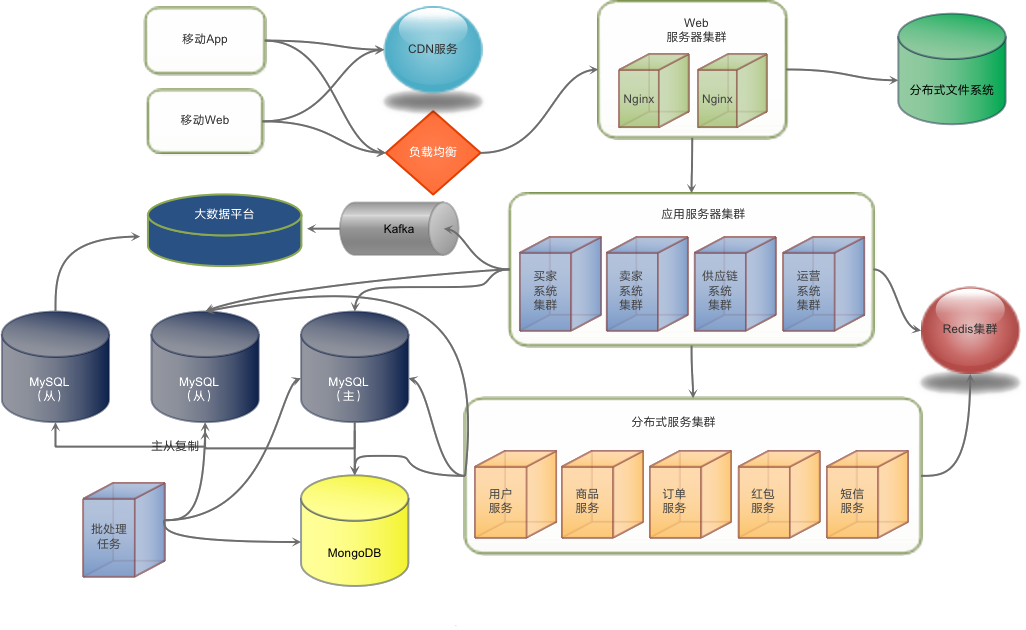 移动App
CDN服务
移动Web
负载均衡
Web
服务器集群
Nginx
Nginx
分布式文件系统
大数据平台
Kafka
应用服务器集群
买家
系统
集群
卖家
系统
集群
供应链
系统
集群
运营
系统
集群
Redis集群
MySQL
（从）
MySQL
（从）
MySQL
（主）
主从复制
分布式服务集群
用户
服务
商品
服务
订单
服务
红包
服务
短信
服务
批处理
任务
MongoDB